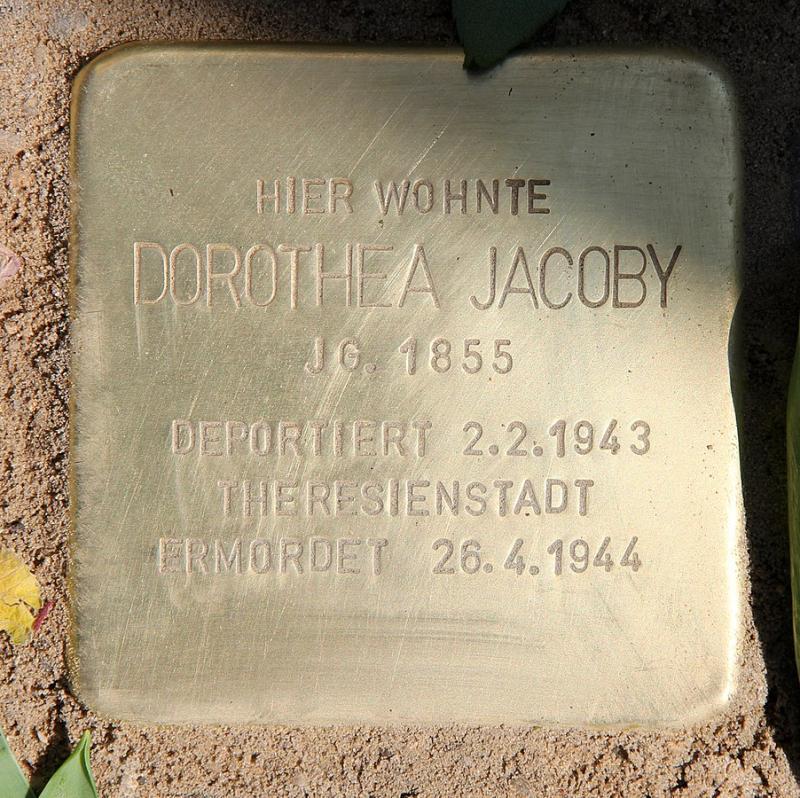 HIER WOHNTE
DOROTHEA JACOBY
JG. 1855
DEPORTIERT 2.2.1943
THERESIENSTADT
ERMORDET 26.4.1944